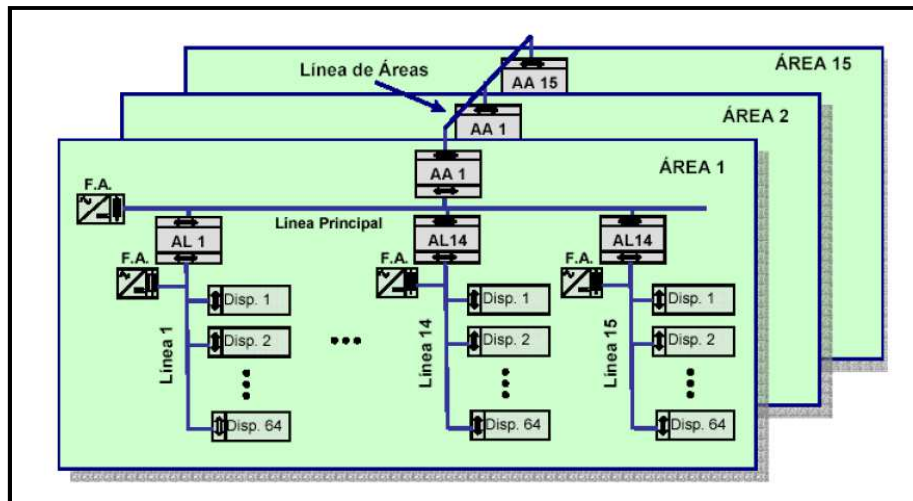 ÁREA 15
Línea de Áreas
AA 15
ÁREA 2
AA 1
ÁREA 1
AA 1
F.A.
Línea Principal
AL 1
AL14
AL14
F.A.
F.A.
F.A.
Disp. 1
Disp. 1
Disp. 1
Línea 1
Disp. 2
Línea 14
Disp. 2
Línea 15
Disp. 2
Disp. 64
Disp. 64
Disp. 64